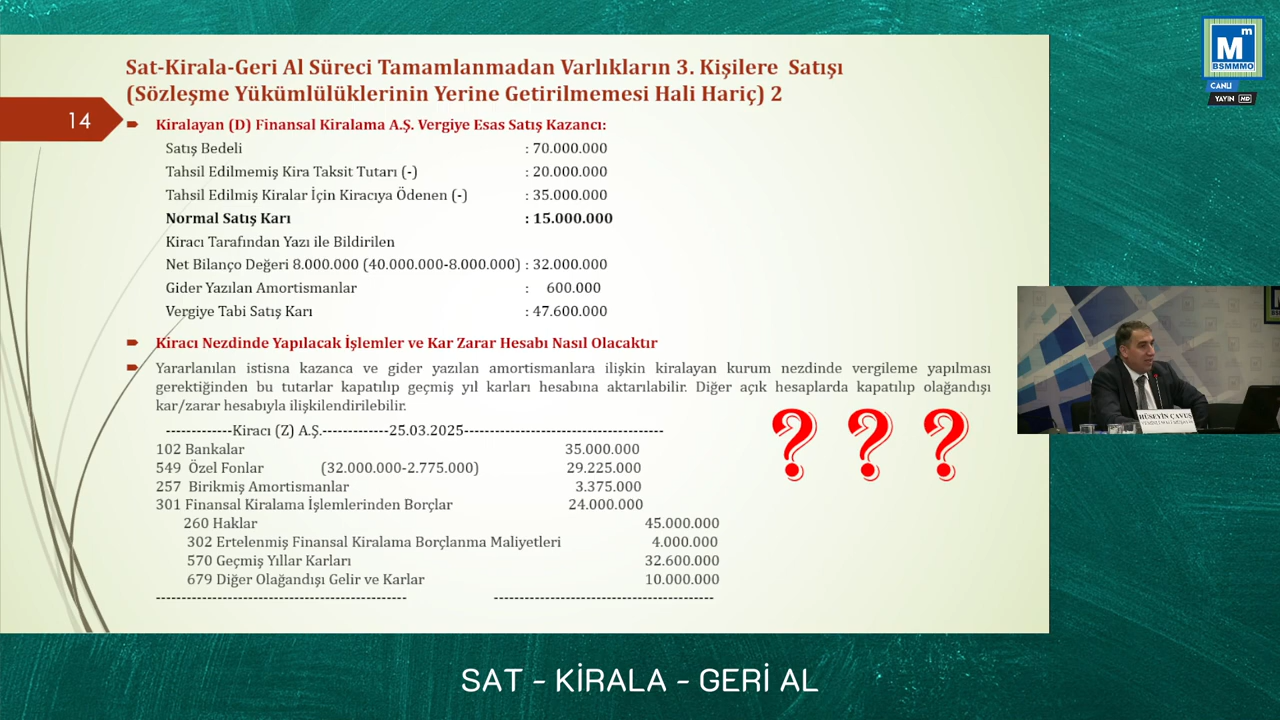 Sat-Kirala-Geri Al Süreci Tamamlanmadan Varlıkların 3. Kişilere Satışı
(Sözleşme Yükümlülüklerinin Yerine Getirilmemesi Hali Hariç) 2
14
Kiralayan (D) Finansal Kiralama A.Ş. Vergiye Esas Satış Kazancı:
Satış Bedeli : 70.000.000
Tahsil Edilmemiş Kira Taksit Tutarı (-) : 20.000.000
Tahsil Edilmiş Kiralar İçin Kiracıya Ödenen (-) : 35.000.000
Normal Satış Karı : 15.000.000
Kiracı Tarafından Yazı ile Bildirilen
Net Bilanço Değeri 8.000.000 (40.000.000-8.000.000) : 32.000.000
Gider Yazılan Amortismanlar : 600.000
Vergiye Tabi Satış Karı : 47.600.000
Kiracı Nezdinde Yapılacak İşlemler ve Kar Zarar Hesabı Nasıl Olacaktır
Yararlanılan istisna kazanca ve gider yazılan amortismanlara ilişkin kiralayan kurum nezdinde vergileme yapılması
gerektiğinden bu tutarlar kapatılıp geçmiş yıl karları hesabına aktarılabilir. Diğer açık hesaplarda kapatılıp olağandışı
kar/zarar hesabıyla ilişkilendirilebilir.
------------Kiracı (Z) A.Ş.------------25.03.2025------------------------------------
102 Bankalar 35.000.000
549 Özel Fonlar (32.000.000-2.775.000) 29.225.000
257 Birikmiş Amortismanlar 3.375.000
301 Finansal Kiralama İşlemlerinden Borçlar 24.000.000
260 Haklar 45.000.000
302 Ertelenmiş Finansal Kiralama Borçlanma Maliyetleri 4.000.000
570 Geçmiş Yıllar Karları 32.600.000
679 Diğer Olağandışı Gelir ve Karlar 10.000.000
? ? ?
Mm
BSMMMO
CANLI
YAYIN HD
HÜSEYİN ÇAVUŞ
SAT - KİRALA - GERİ AL